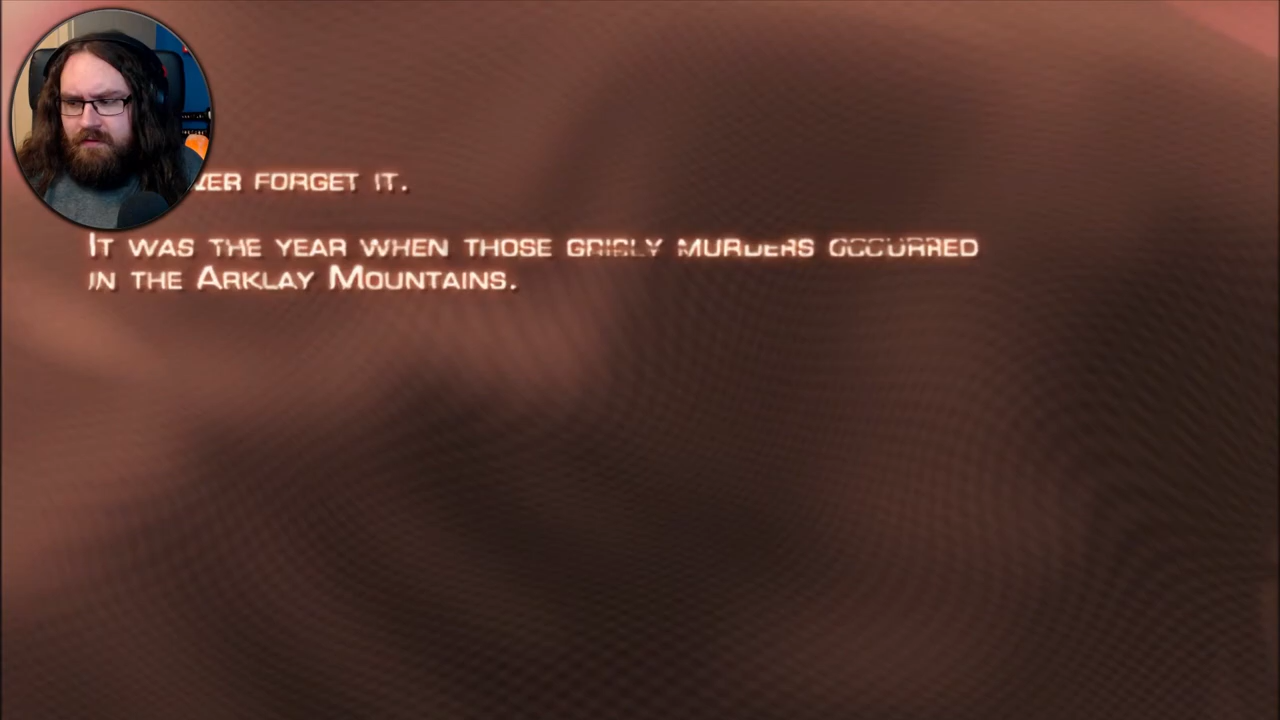 FORGET IT.
IT WAS THE YEAR WHEN THOSE GRISLY MURDERS OCCURRED
IN THE ARKLAY MOUNTAINS.